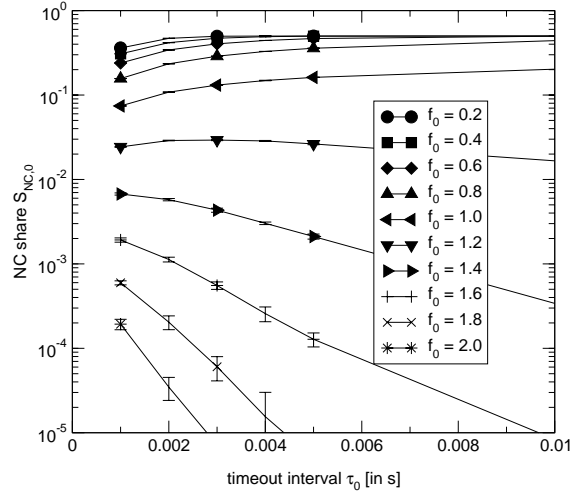 10^0
10^-1
10^-2
10^-3
10^-4
10^-5
NC share S_NC,0
f_0 = 0.2
f_0 = 0.4
f_0 = 0.6
f_0 = 0.8
f_0 = 1.0
f_0 = 1.2
f_0 = 1.4
f_0 = 1.6
f_0 = 1.8
f_0 = 2.0
0 0.002 0.004 0.006 0.008 0.01
timeout interval τ_0 [in s]